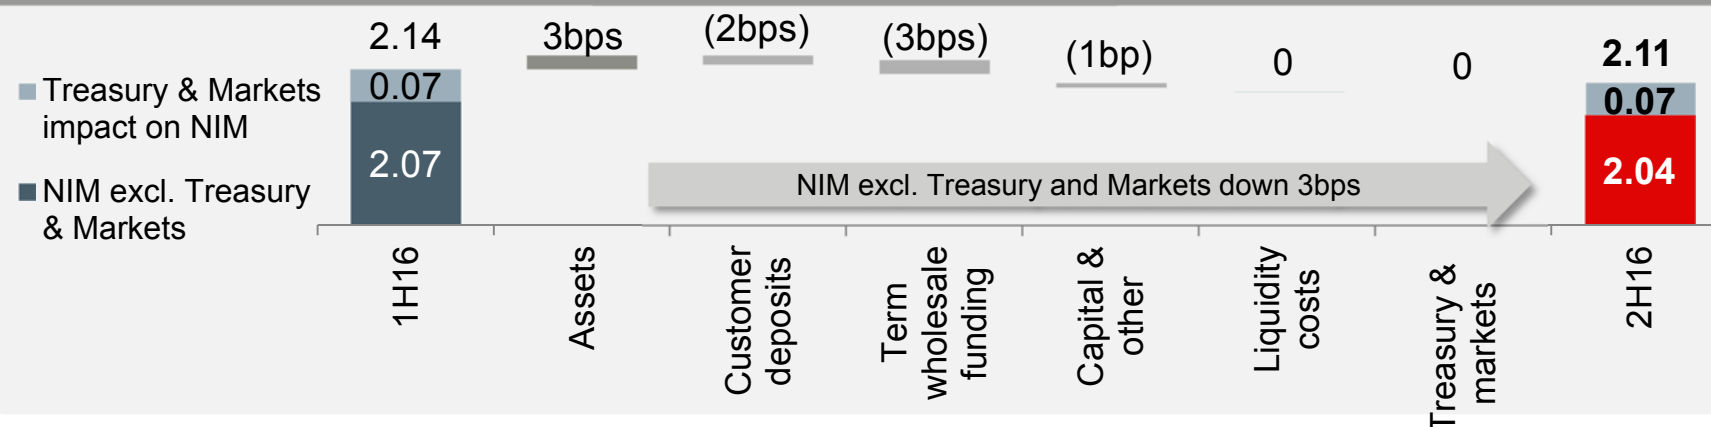 Treasury & Markets
impact on NIM
NIM excl. Treasury
& Markets
2.14
0.07
2.07
3bps
(2bps)
(3bps)
(1bp)
0
0
2.11
0.07
2.04
NIM excl. Treasury and Markets down 3bps
1H16
Assets
Customer
deposits
Term
wholesale
funding
Capital &
other
Liquidity
costs
Treasury &
markets
2H16